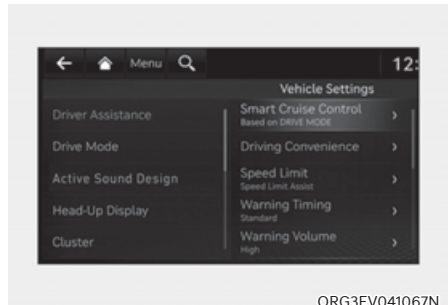 Menu
12:
Vehicle Settings
Driver Assistance
Drive Mode
Active Sound Design
Head-Up Display
Cluster
Smart Cruise Control
Based on DRIVE MODE
Driving Convenience
Speed Limit
Speed Limit Assist
Warning Timing
Standard
Warning Volume
High
ORG3EV041067N